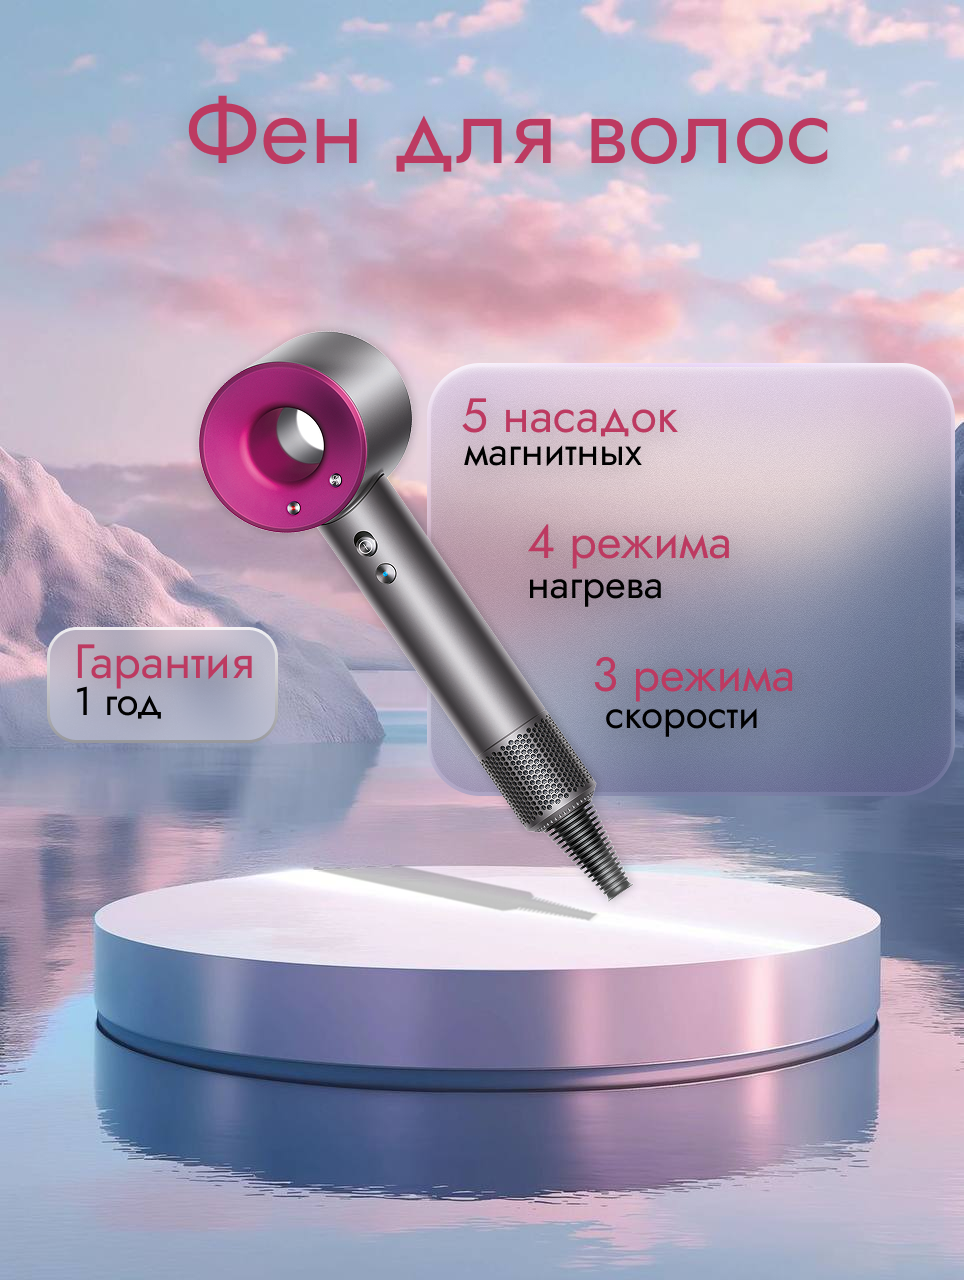 Фен для волос
5 насадок
магнитных
4 режима
нагрева
3 режима
скорости
Гарантия
1 год